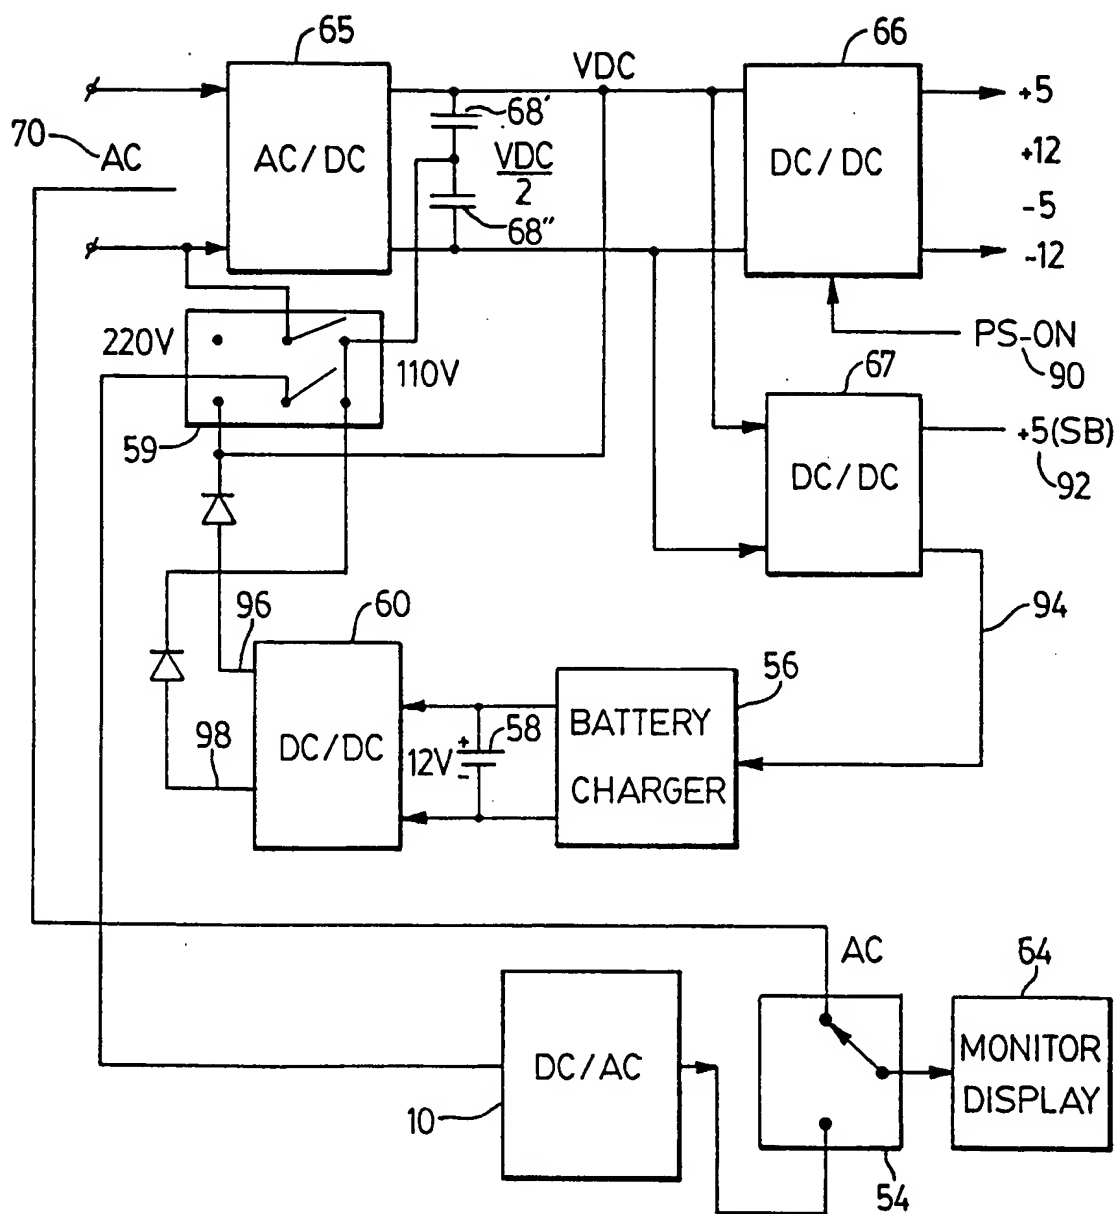 65
66
VDC
+5
70
AC
AC/DC
68'
VDC
2
68"
DC/DC
+12
-5
-12
220V
110V
PS-ON
90
59
67
DC/DC
+5(SB)
92
96
60
94
98
DC/DC
12V
+
-
58
56
BATTERY
CHARGER
AC
64
10
DC/AC
MONITOR
DISPLAY
54